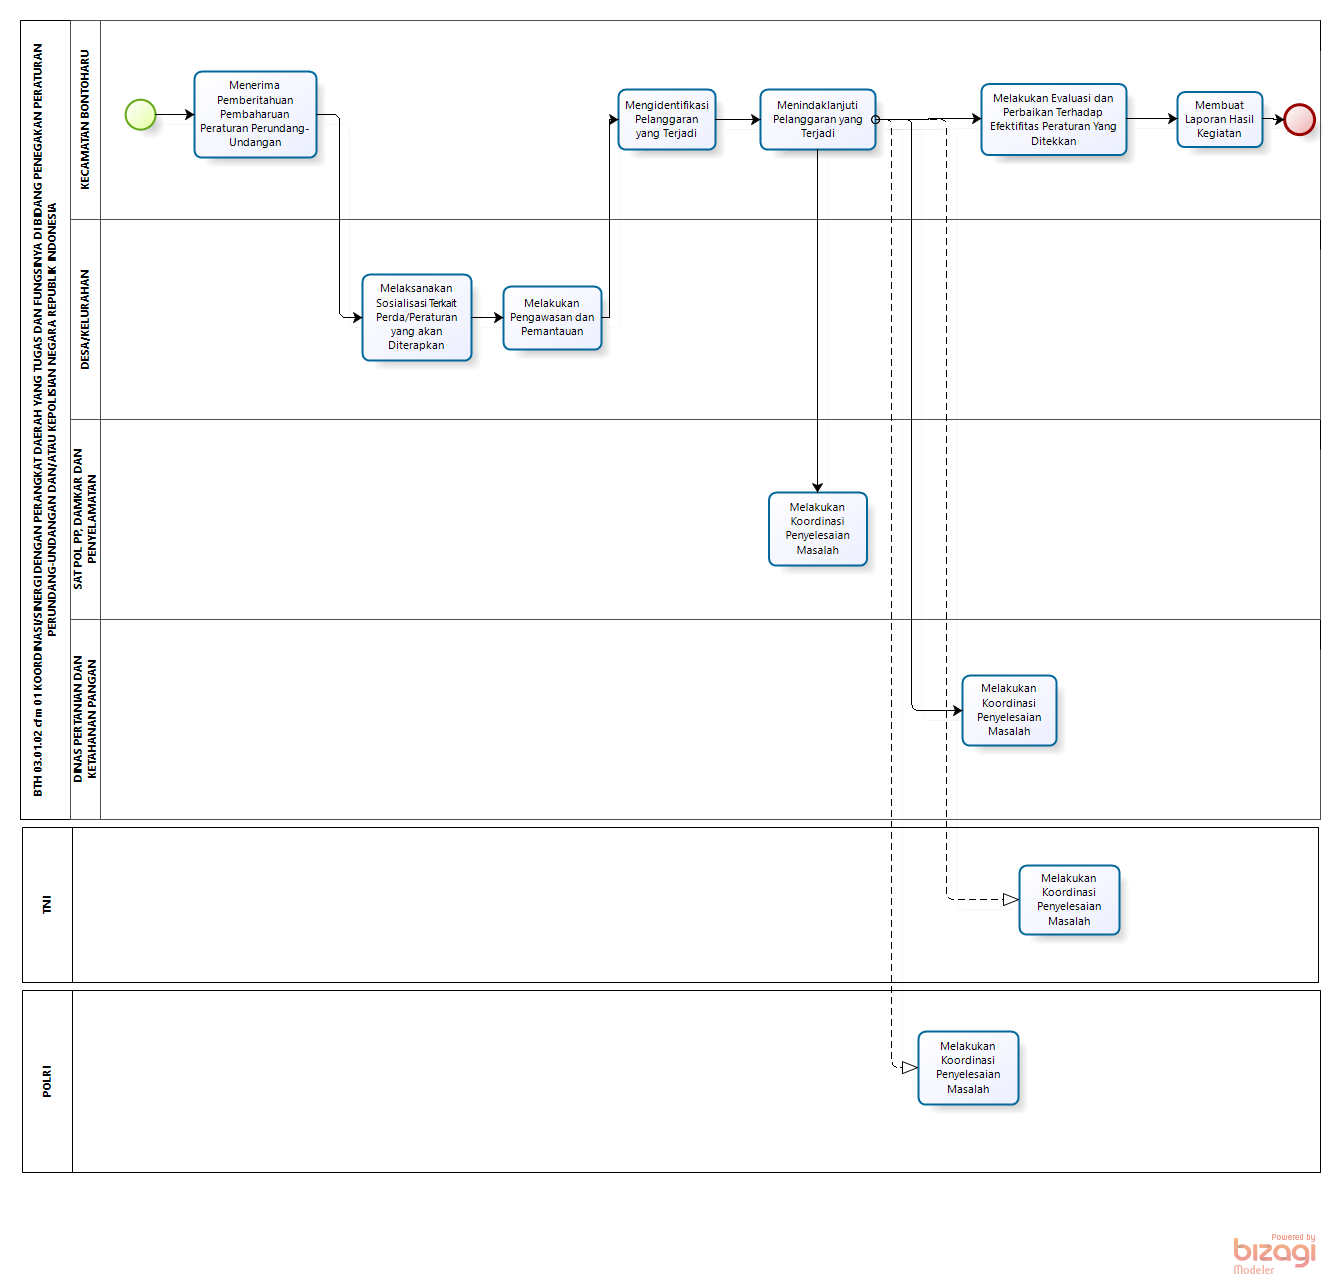 BTH 03.01.02 cfm 01 KOORDINASI/SINERGI DENGAN PERANGKAT DAERAH YANG TUGAS DAN FUNGSINYA DI BIDANG PENEGAKAN PERATURAN
PERUNDANG-UNDANGAN DAN/ATAU KEPOLISIAN NEGARA REPUBLIK INDONESIA
KECAMATAN BONTOHARU
Menerima
Pemberitahuan
Pembaharuan
Peraturan Perundang-
Undangan
Mengidentifikasi
Pelanggaran
yang Terjadi
Menindaklanjuti
Pelanggaran yang
Terjadi
Melakukan Evaluasi dan
Perbaikan Terhadap
Efektifitas Peraturan Yang
Ditekkan
Membuat
Laporan Hasil
Kegiatan
DESA/KELURAHAN
Melaksanakan
Sosialisasi Terkait
Perda/Peraturan
yang akan
Diterapkan
Melakukan
Pengawasan dan
Pemantauan
SAT POL PP, DAMKAR DAN
PENYELAMATAN
Melakukan
Koordinasi
Penyelesaian
Masalah
DINAS PERTANIAN DAN
KETAHANAN PANGAN
Melakukan
Koordinasi
Penyelesaian
Masalah
TNI
Melakukan
Koordinasi
Penyelesaian
Masalah
POLRI
Melakukan
Koordinasi
Penyelesaian
Masalah
Powered by
bizagi
Modeler